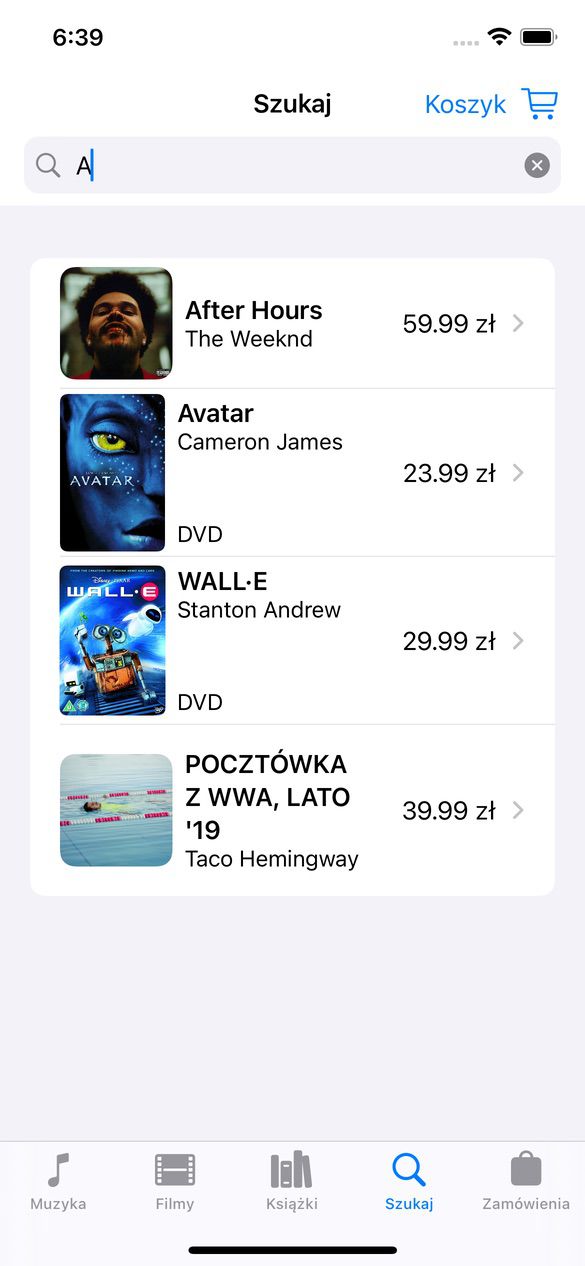 6:39
Szukaj
Koszyk
A
After Hours
The Weeknd
59.99 zł
Avatar
Cameron James
AVATAR
23.99 zł
DVD
WALL·E
Stanton Andrew
WALL·E
29.99 zł
DVD
POCZTÓWKA
Z WWA, LATO
'19
Taco Hemingway
39.99 zł
Muzyka
Filmy
Książki
Szukaj
Zamówienia